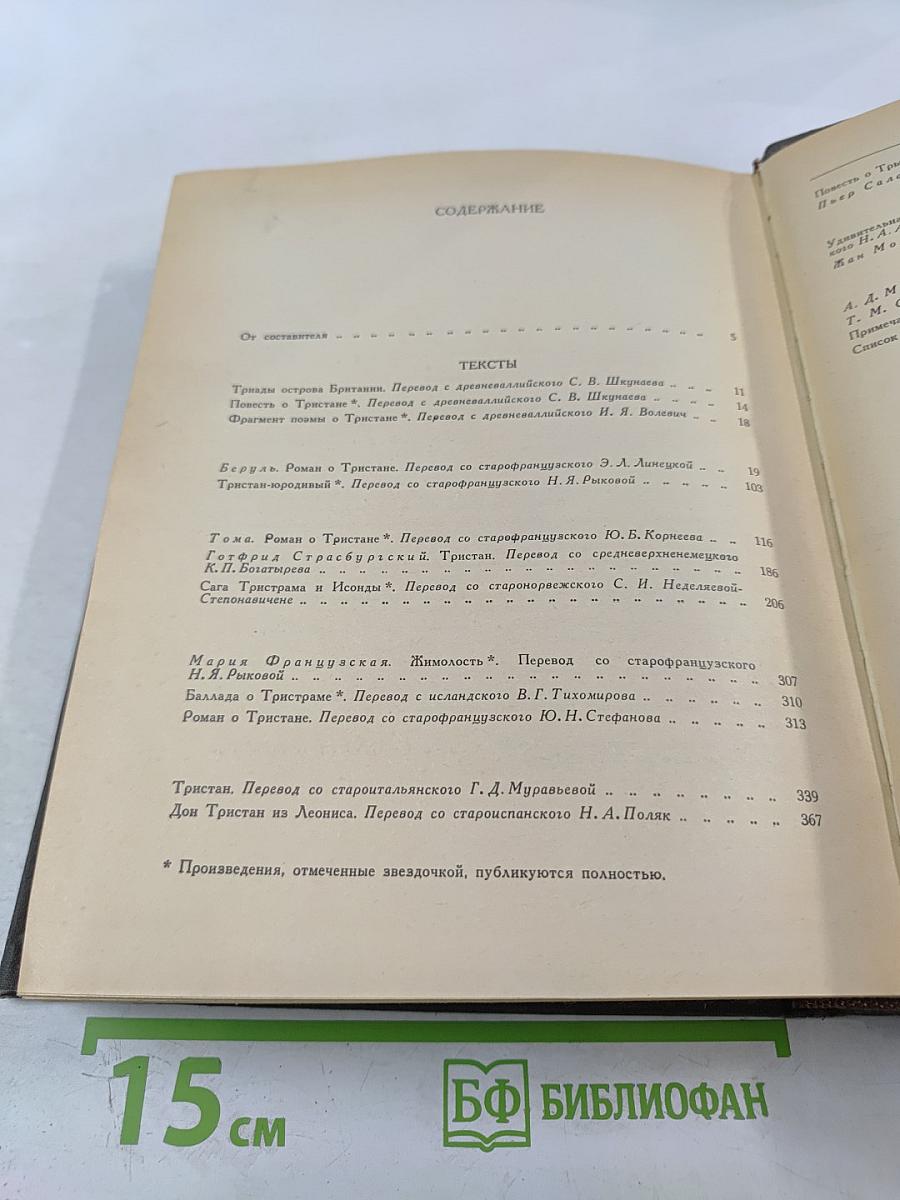 СОДЕРЖАНИЕ
От составителя .. .. .. .. .. .. .. .. .. .. .. .. .. .. .. .. .. .. .. .. .. 5
ТЕКСТЫ
Триады острова Британии. Перевод с древневаллийского С. В. Шкунаева .. .. .. 11
Повесть о Тристане*. Перевод с древневаллийского С. В. Шкунаева .. .. .. .. 14
Фрагмент поэмы о Тристане*. Перевод с древневаллийского И. Я. Волевич .. .. 18
Беруль. Роман о Тристане. Перевод со старофранцузского Э. Л. Линецкой .. .. 19
Тристан-юродивый*. Перевод со старофранцузского Н. Я. Рыковой .. .. .. .. .. 103
Тома. Роман о Тристане*. Перевод со старофранцузского Ю. Б. Корнеева .. .. 116
Готфрид Страсбургский. Тристан. Перевод со средневерхненемецкого
К. П. Богатырева .. .. .. .. .. .. .. .. .. .. .. .. .. .. .. .. .. .. 186
Сага Тристрама и Исонды*. Перевод со старонорвежского С. И. Неделяевой-
Степонавичене .. .. .. .. .. .. .. .. .. .. .. .. .. .. .. .. .. .. .. 206
Мария Французская. Жимолость*. Перевод со старофранцузского
Н. Я. Рыковой .. .. .. .. .. .. .. .. .. .. .. .. .. .. .. .. .. .. .. .. 307
Баллада о Тристраме*. Перевод с исландского В. Г. Тихомирова .. .. .. .. .. 310
Роман о Тристане. Перевод со старофранцузского Ю. Н. Стефанова .. .. .. .. .. 313
Тристан. Перевод со староитальянского Г. Д. Муравьевой .. .. .. .. .. .. .. .. 339
Дон Тристан из Леониса. Перевод со староиспанского Н. А. Поляк .. .. .. .. .. 367
* Произведения, отмеченные звездочкой, публикуются полностью.
Повесть о
Пьер
кого Н. А.
Жан
А. Д.
Т. М.
Список
15 см
БФ БИБЛИОФАН